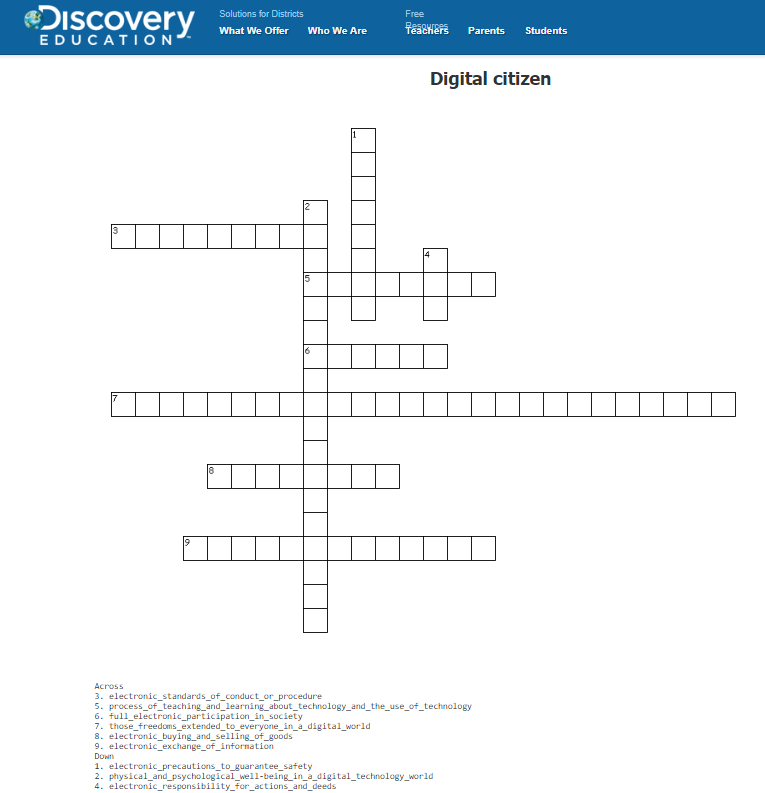 Discovery
EDUCATION™
Solutions for Districts
What We Offer Who We Are
Free
Resources
Teachers Parents Students
Digital citizen
1
2
3
4
5
6
7
8
9
Across
3. electronic_standards_of_conduct_or_procedure
5. process_of_teaching_and_learning_about_technology_and_the_use_of_technology
6. full_electronic_participation_in_society
7. those_freedoms_extended_to_everyone_in_a_digital_world
8. electronic_buying_and_selling_of_goods
9. electronic_exchange_of_information
Down
1. electronic_precautions_to_guarantee_safety
2. physical_and_psychological_well-being_in_a_digital_technology_world
4. electronic_responsibility_for_actions_and_deeds